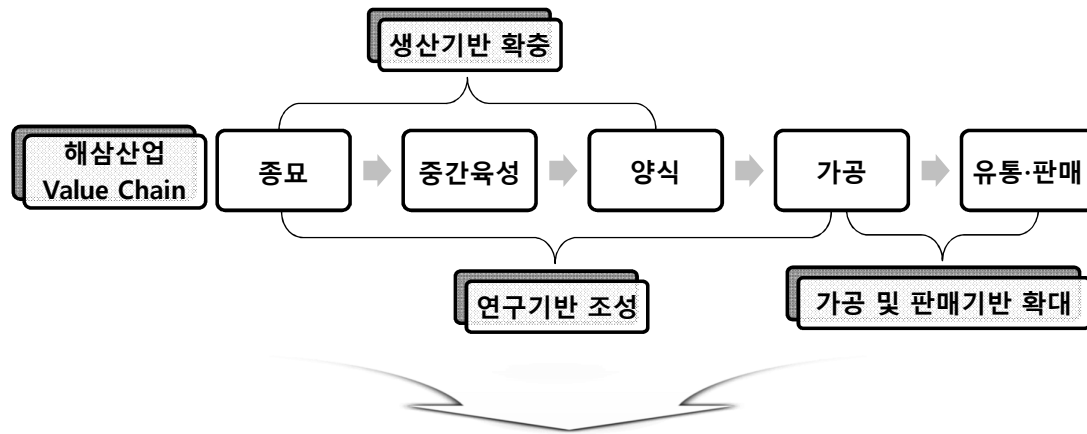 생산기반 확충
해삼산업
Value Chain
종묘
중간육성
양식
가공
유통·판매
연구기반 조성
가공 및 판매기반 확대